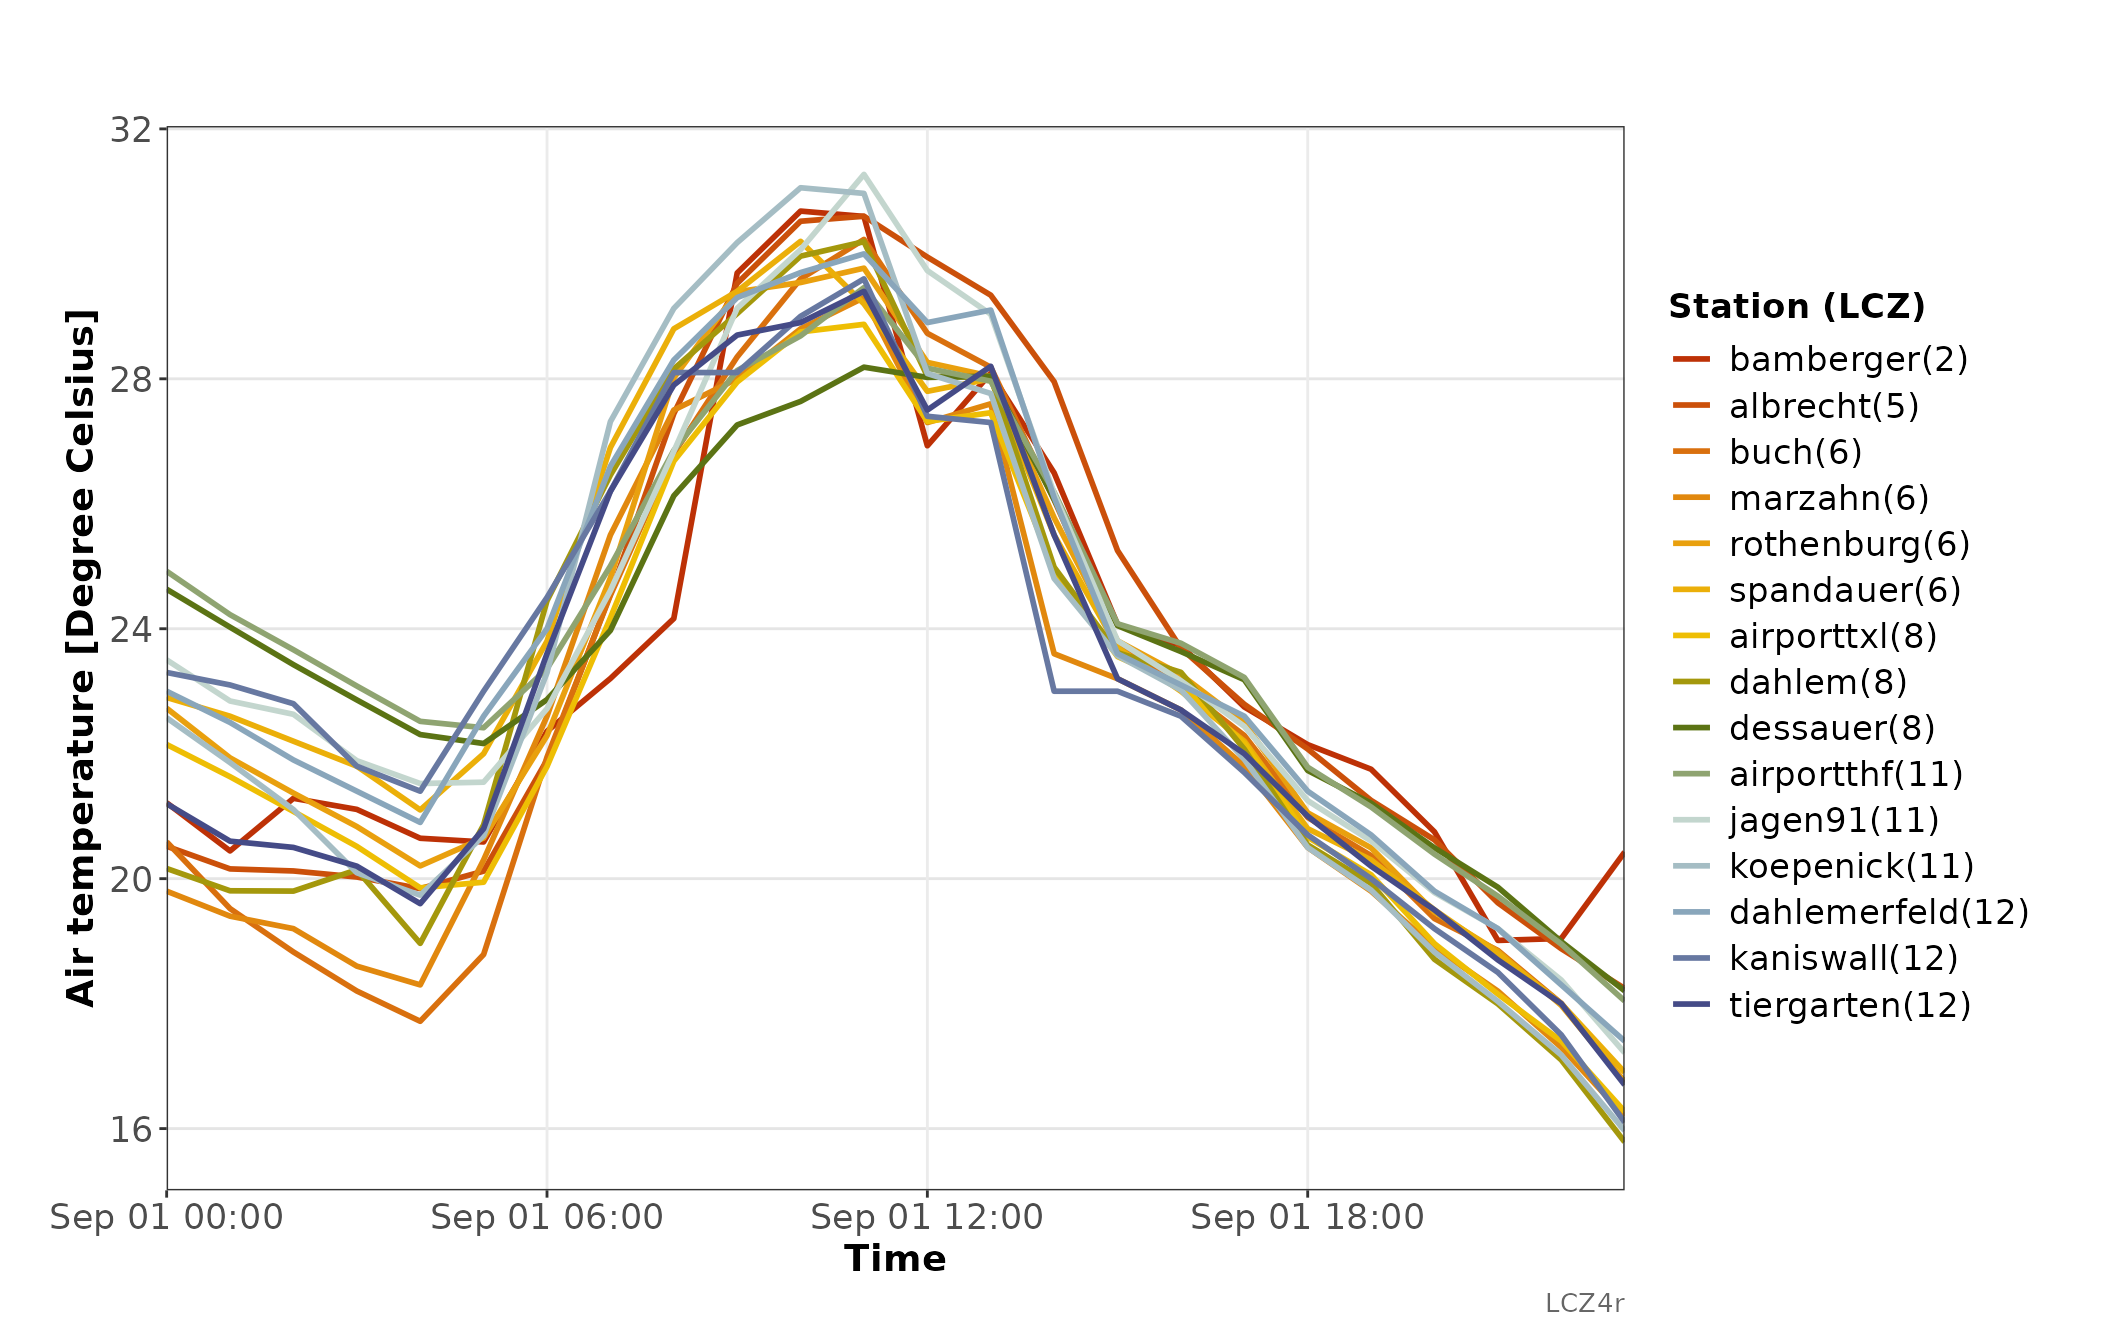 32
28
24
20
16
Air temperature [Degree Celsius]
Sep 01 00:00 Sep 01 06:00 Sep 01 12:00 Sep 01 18:00
Time
Station (LCZ)
bamberger(2)
albrecht(5)
buch(6)
marzahn(6)
rothenburg(6)
spandauer(6)
airporttxl(8)
dahlem(8)
dessauer(8)
airportthf(11)
jagen91(11)
koepenick(11)
dahlemerfeld(12)
kaniswall(12)
tiergarten(12)
LCZ4r